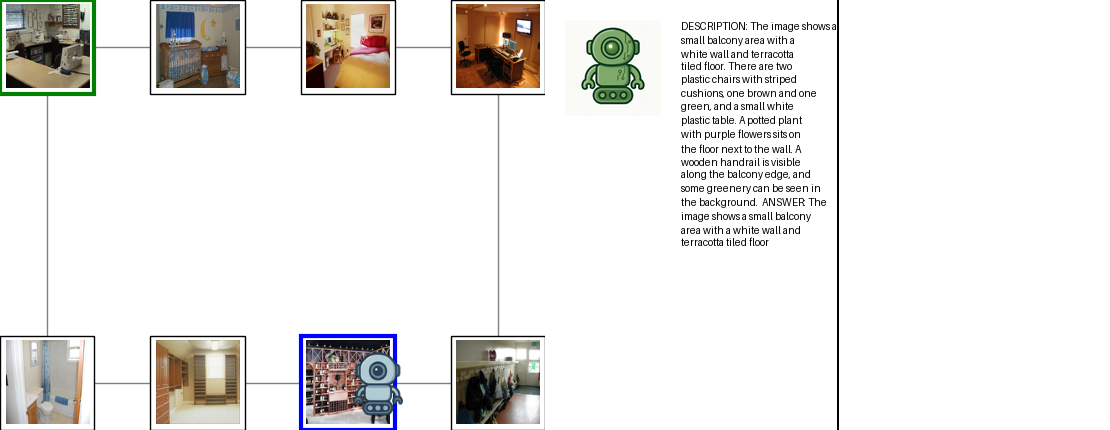 DESCRIPTION: The image shows a
small balcony area with a
white wall and terracotta
tiled floor. There are two
plastic chairs with striped
cushions, one brown and one
green, and a small white
plastic table. A potted plant
with purple flowers sits on
the floor next to the wall. A
wooden handrail is visible
along the balcony edge, and
some greenery can be seen in
the background. ANSWER: The
image shows a small balcony
area with a white wall and
terracotta tiled floor